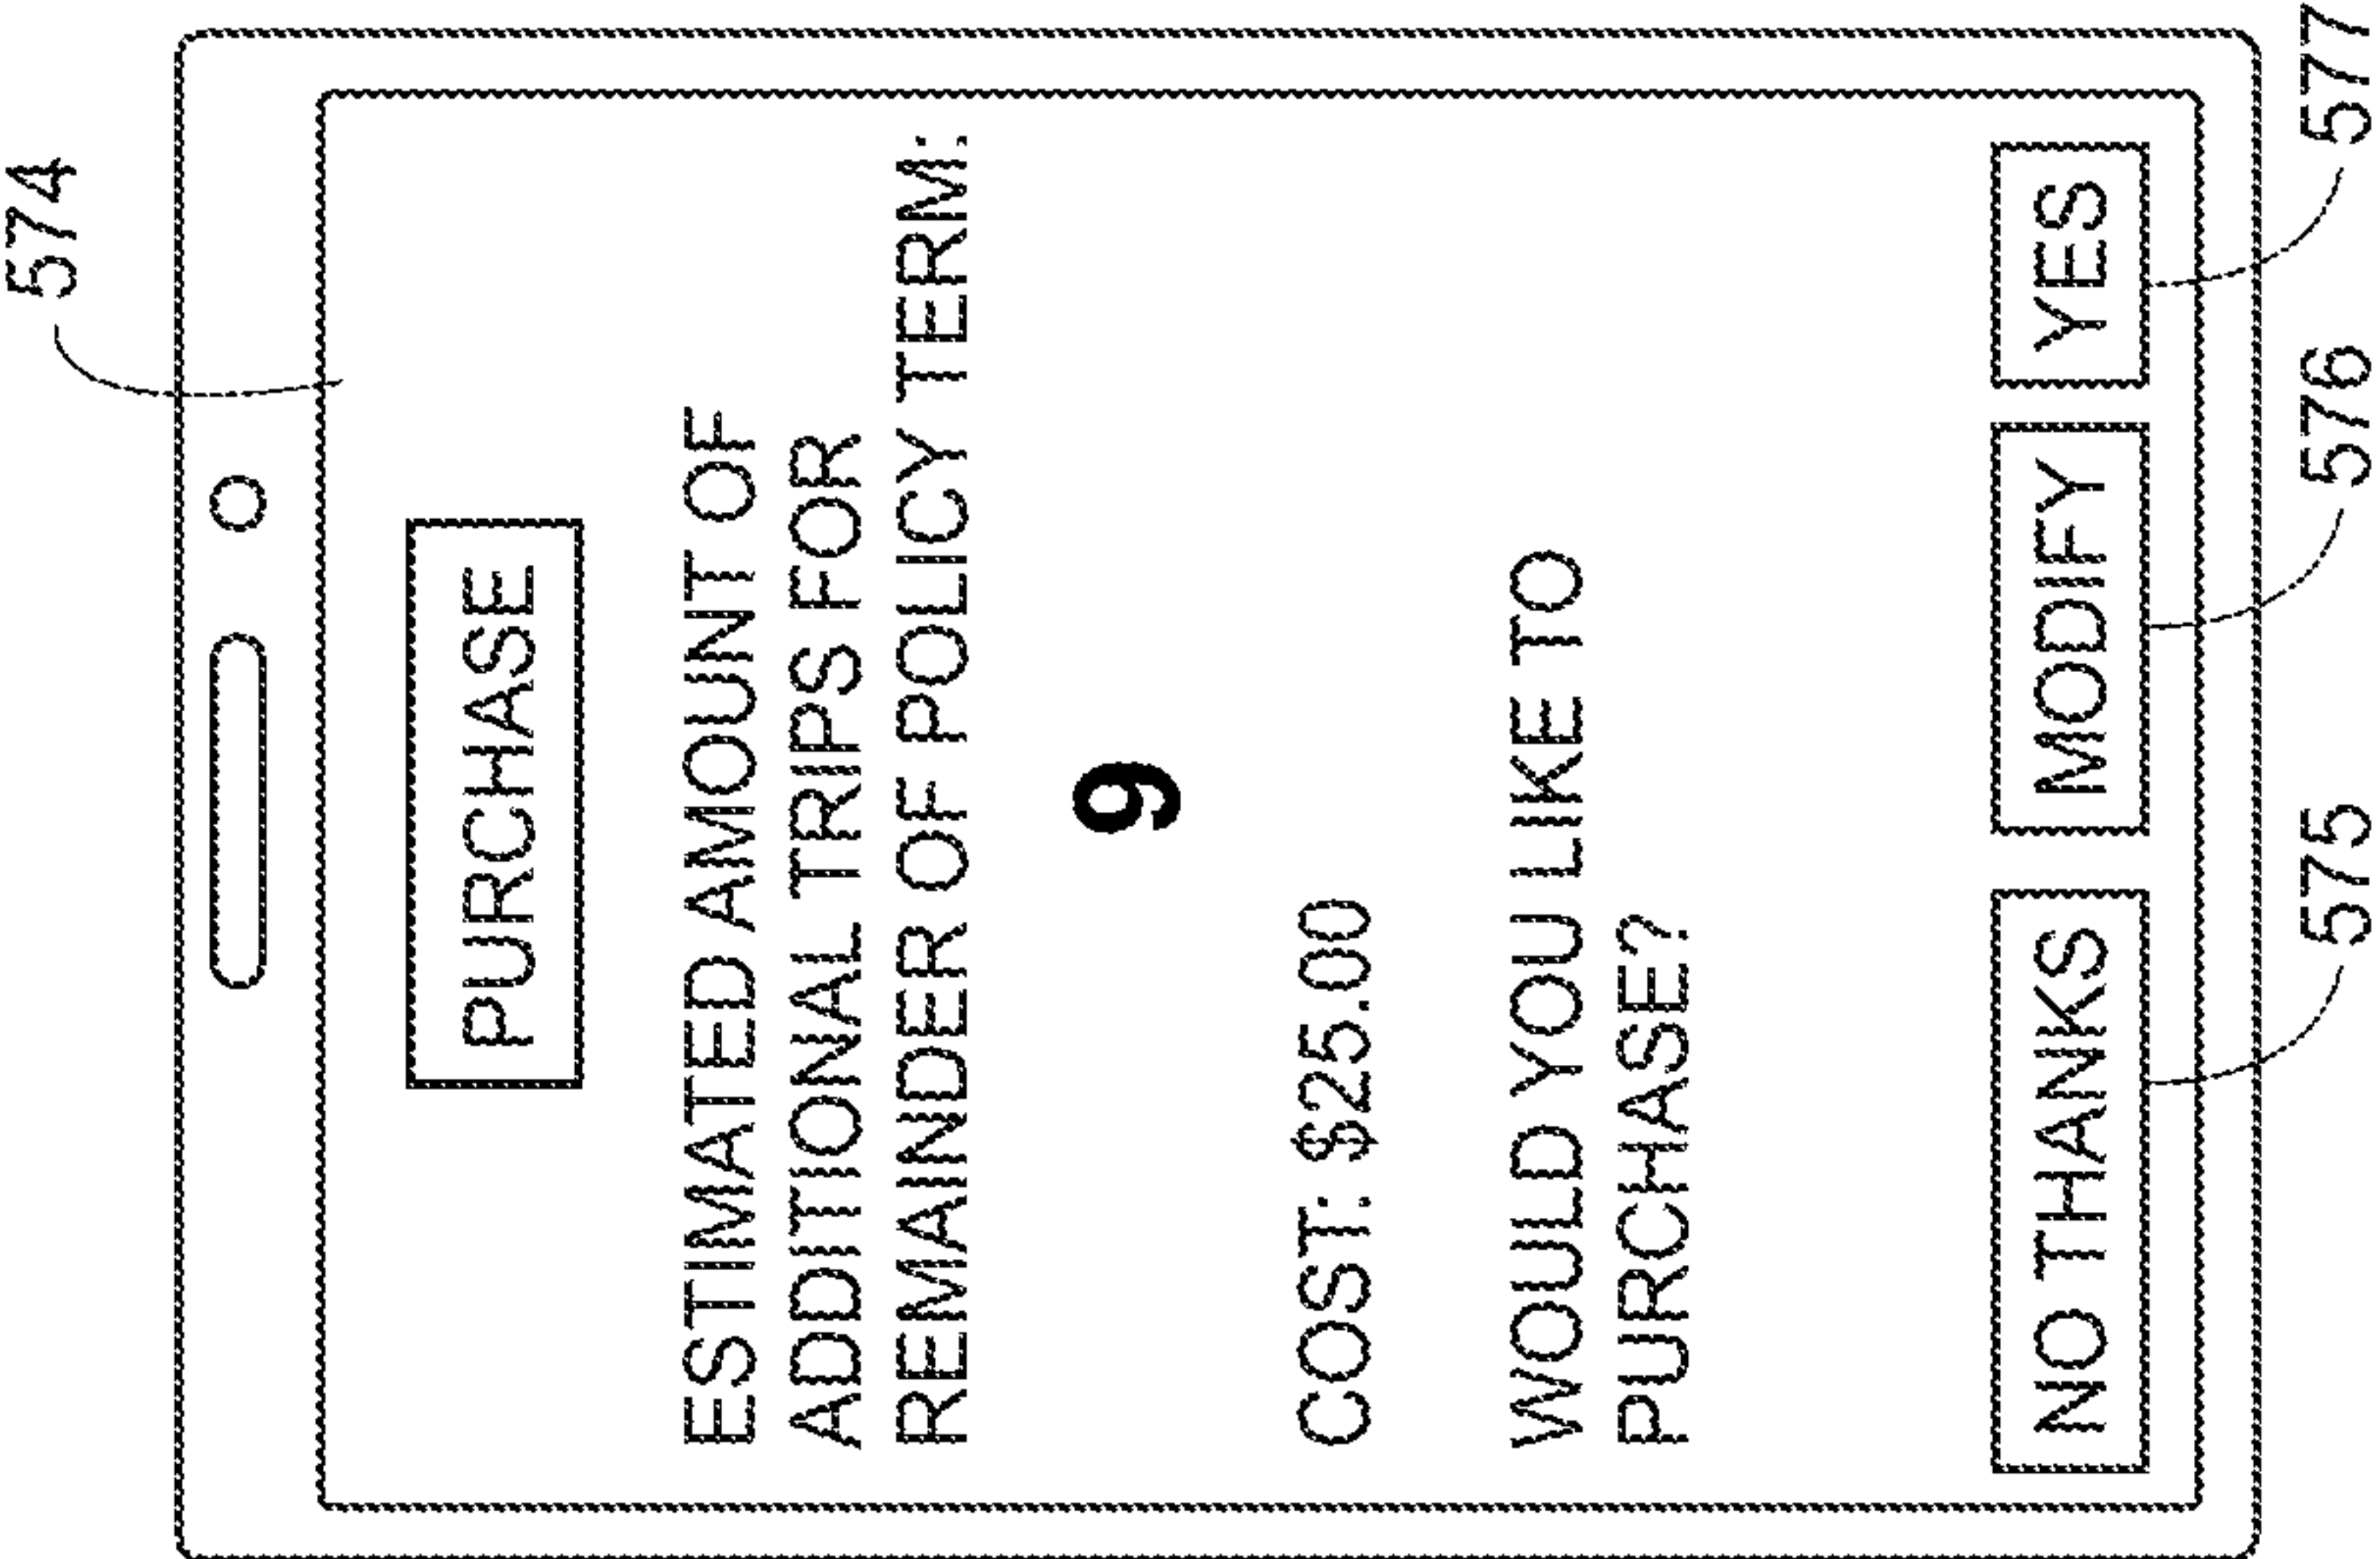 574
PURCHASE
ESTIMATED AMOUNT OF
ADDITIONAL TRIPS FOR
REMAINDER OF POLICY TERM:
9
COST: $25.00
WOULD YOU LIKE TO
PURCHASE?
NO THANKS MODIFY YES
575 576 577